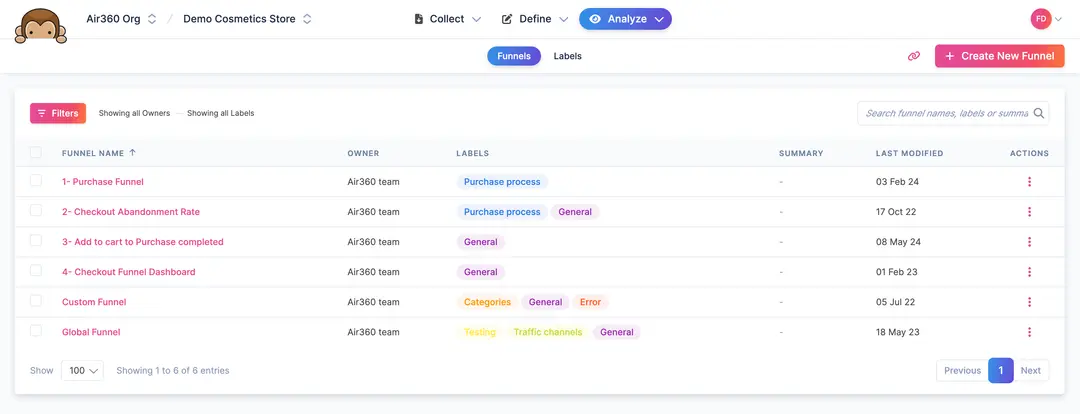 Air360 Org / Demo Cosmetics Store Collect Define Analyze FD
Funnels Labels + Create New Funnel
Filters Showing all Owners — Showing all Labels Search funnel names, labels or summa
FUNNEL NAME ↑ OWNER LABELS SUMMARY LAST MODIFIED ACTIONS
1- Purchase Funnel Air360 team Purchase process - 03 Feb 24
2- Checkout Abandonment Rate Air360 team Purchase process General - 17 Oct 22
3- Add to cart to Purchase completed Air360 team General - 08 May 24
4- Checkout Funnel Dashboard Air360 team General - 01 Feb 23
Custom Funnel Air360 team Categories General Error - 05 Jul 22
Global Funnel Air360 team Testing Traffic channels General - 18 May 23
Show 100 Showing 1 to 6 of 6 entries Previous 1 Next